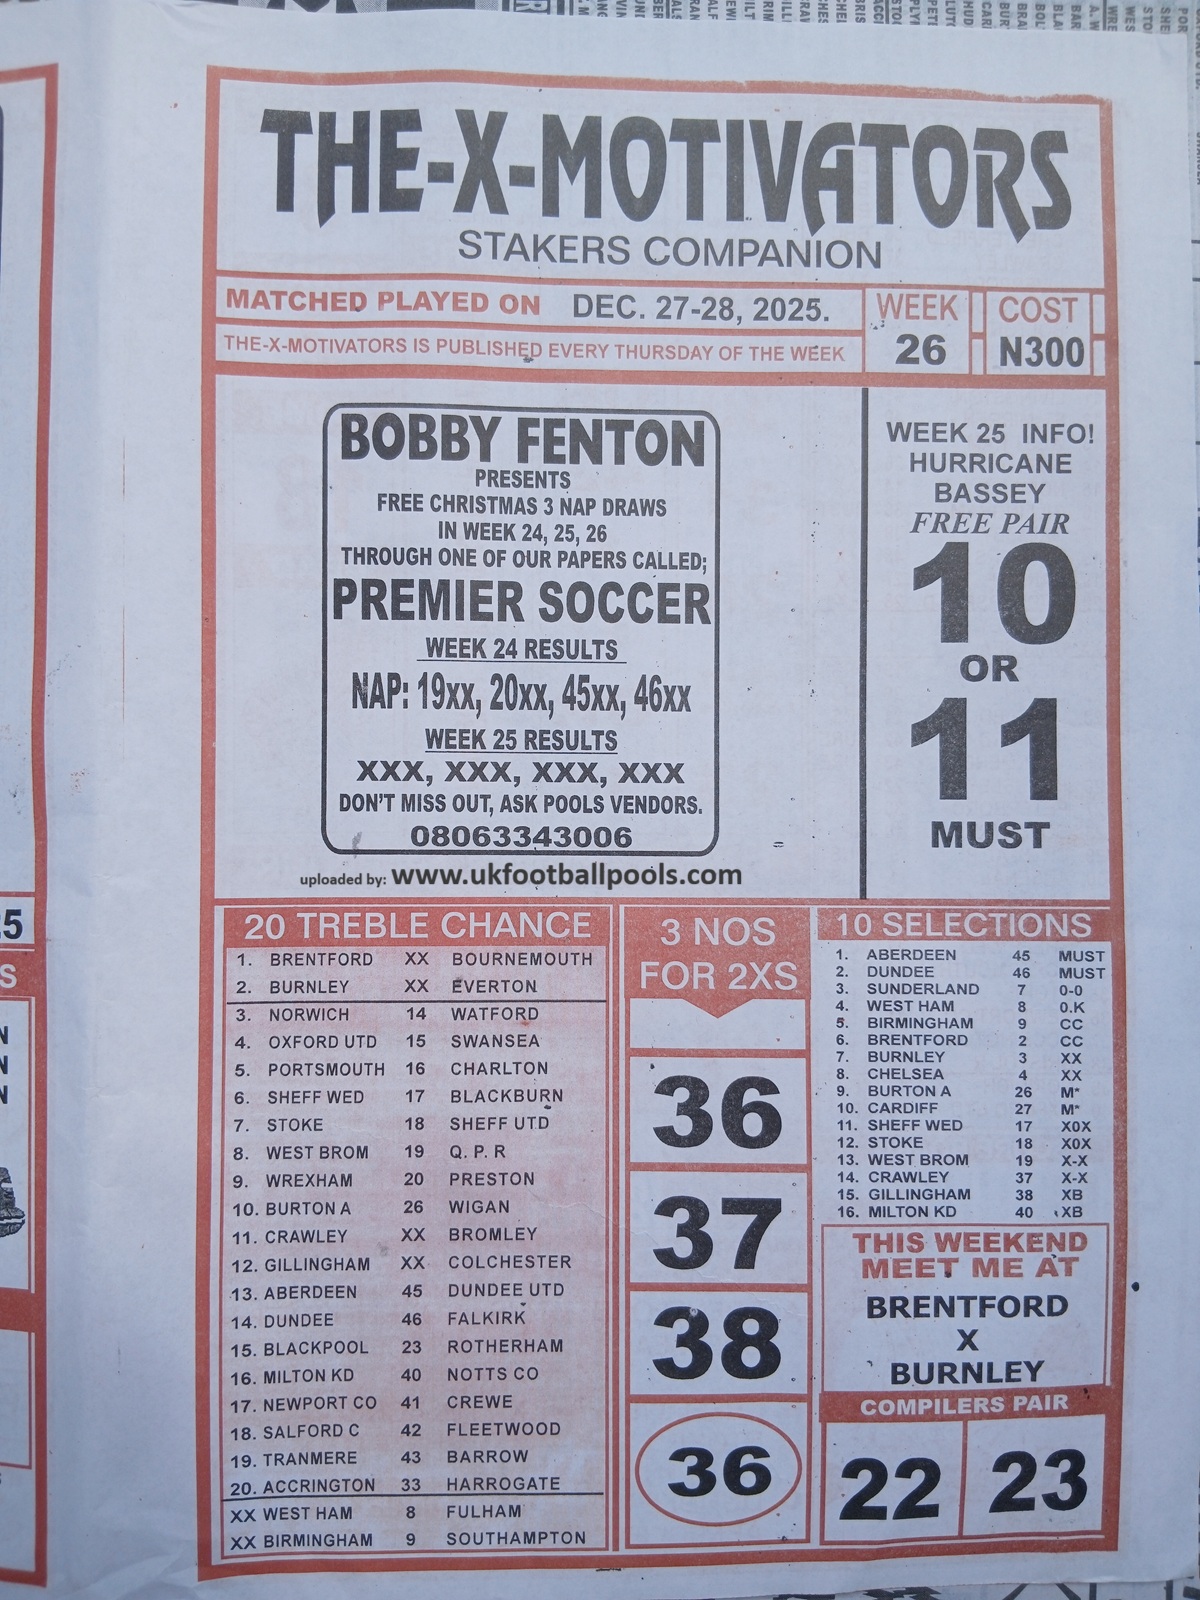 THE-X-MOTIVATORS
STAKERS COMPANION
MATCHED PLAYED ON DEC. 27-28, 2025.
THE-X-MOTIVATORS IS PUBLISHED EVERY THURSDAY OF THE WEEK
WEEK
26
COST
N300
BOBBY FENTON
PRESENTS
FREE CHRISTMAS 3 NAP DRAWS
IN WEEK 24, 25, 26
THROUGH ONE OF OUR PAPERS CALLED;
PREMIER SOCCER
WEEK 24 RESULTS
NAP: 19xx, 20xx, 45xx, 46xx
WEEK 25 RESULTS
XXX, XXX, XXX, XXX
DON'T MISS OUT, ASK POOLS VENDORS.
08063343006
uploaded by: www.ukfootballpools.com
WEEK 25 INFO!
HURRICANE
BASSEY
FREE PAIR
10
OR
11
MUST
20 TREBLE CHANCE
1. BRENTFORD XX BOURNEMOUTH
2. BURNLEY XX EVERTON
3. NORWICH 14 WATFORD
4. OXFORD UTD 15 SWANSEA
5. PORTSMOUTH 16 CHARLTON
6. SHEFF WED 17 BLACKBURN
7. STOKE 18 SHEFF UTD
8. WEST BROM 19 Q. P. R
9. WREXHAM 20 PRESTON
10. BURTON A 26 WIGAN
11. CRAWLEY XX BROMLEY
12. GILLINGHAM XX COLCHESTER
13. ABERDEEN 45 DUNDEE UTD
14. DUNDEE 46 FALKIRK
15. BLACKPOOL 23 ROTHERHAM
16. MILTON KD 40 NOTTS CO
17. NEWPORT CO 41 CREWE
18. SALFORD C 42 FLEETWOOD
19. TRANMERE 43 BARROW
20. ACCRINGTON 33 HARROGATE
XX WEST HAM 8 FULHAM
XX BIRMINGHAM 9 SOUTHAMPTON
3 NOS
FOR 2XS
36
37
38
36
10 SELECTIONS
1. ABERDEEN 45 MUST
2. DUNDEE 46 MUST
3. SUNDERLAND 7 0-0
4. WEST HAM 8 0.K
5. BIRMINGHAM 9 CC
6. BRENTFORD 2 CC
7. BURNLEY 3 XX
8. CHELSEA 4 XX
9. BURTON A 26 M*
10. CARDIFF 27 M*
11. SHEFF WED 17 X0X
12. STOKE 18 X0X
13. WEST BROM 19 X-X
14. CRAWLEY 37 X-X
15. GILLINGHAM 38 XB
16. MILTON KD 40 XB
THIS WEEKEND
MEET ME AT
BRENTFORD
X
BURNLEY
COMPILERS PAIR
22 23